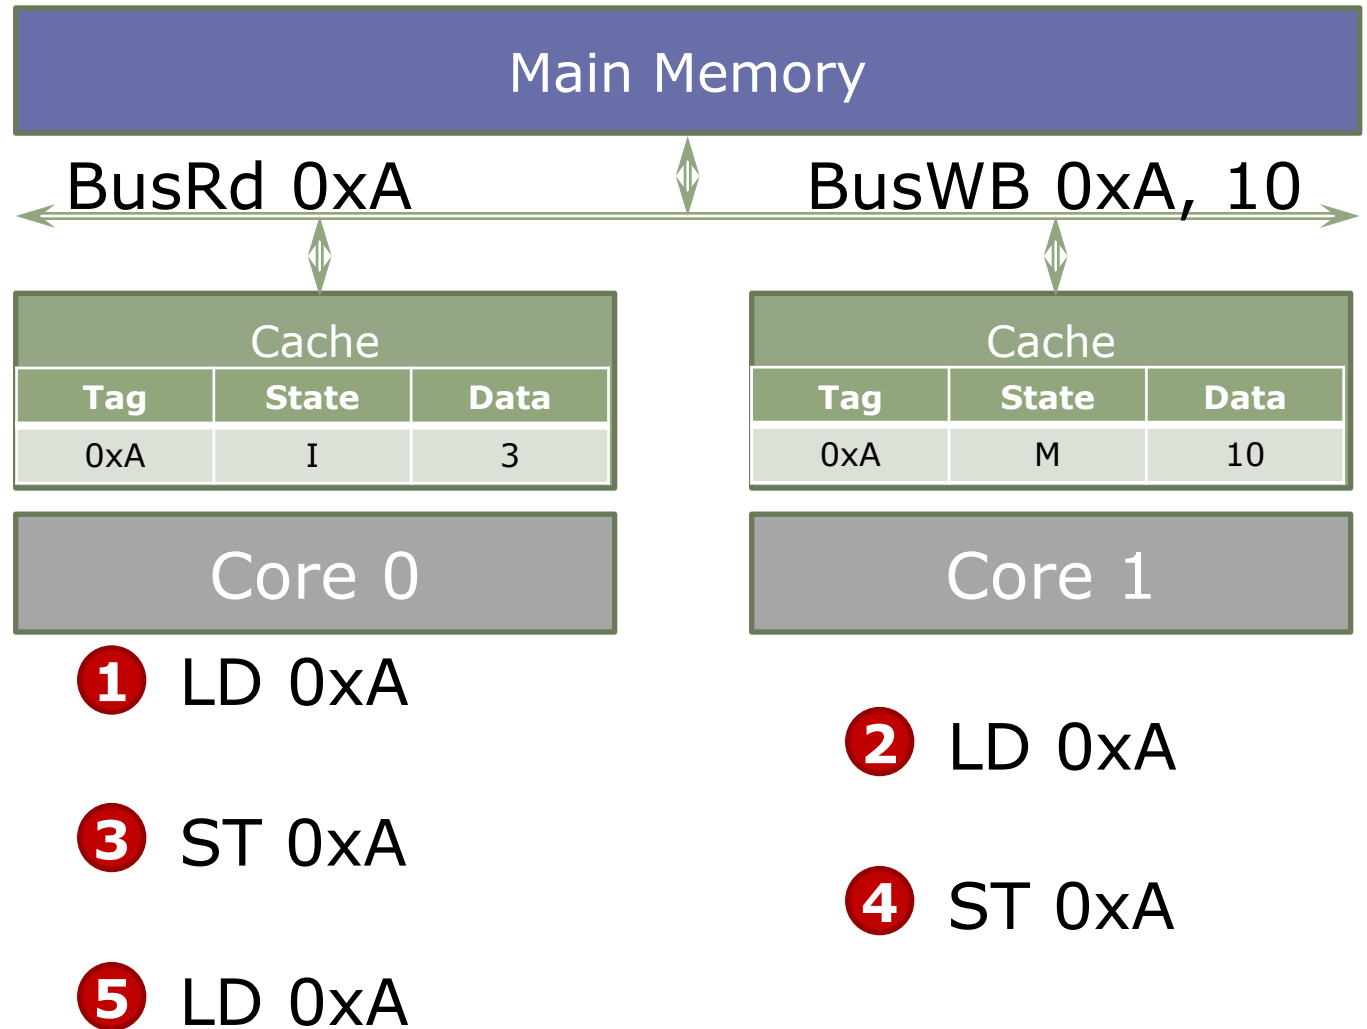 Main Memory
BusRd 0xA BusWB 0xA, 10
Cache Cache
Tag State Data Tag State Data
0xA I 3 0xA M 10
Core 0 Core 1
1 LD 0xA
2 LD 0xA
3 ST 0xA
4 ST 0xA
5 LD 0xA